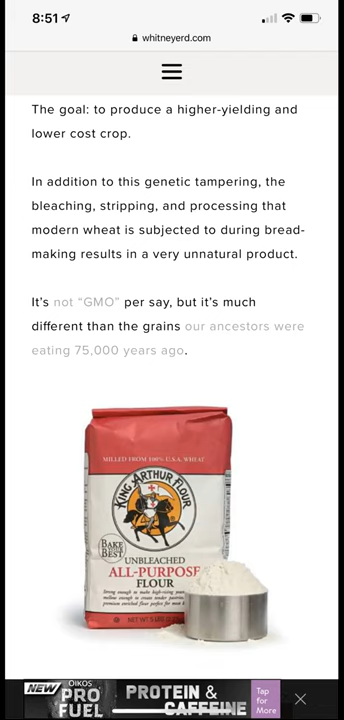 8:51
whitneyerd.com
The goal: to produce a higher-yielding and
lower cost crop.
In addition to this genetic tampering, the
bleaching, stripping, and processing that
modern wheat is subjected to during bread-
making results in a very unnatural product.
It's not "GMO" per say, but it's much
different than the grains our ancestors were
eating 75,000 years ago.
MILLED FROM 100% U.S.A. WHEAT
KING ARTHUR FLOUR
BAKE
BEST
UNBLEACHED
ALL-PURPOSE
FLOUR
NET WT 5 LBS
NEW
OIKOS
PRO
FUEL
PROTEIN &
CAFFEINE
Tap
for
More